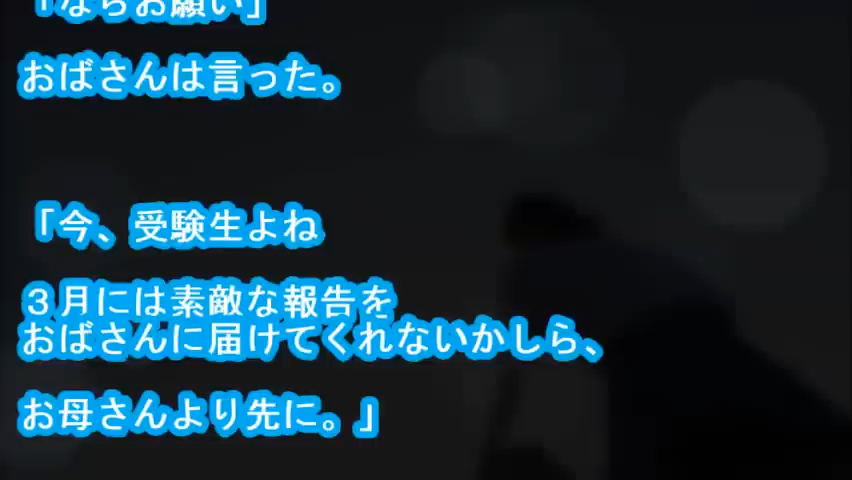 「ならお願い」
おばさんは言った。
「今、受験生よね
３月には素敵な報告を
おばさんに届けてくれないかしら、
お母さんより先に。」